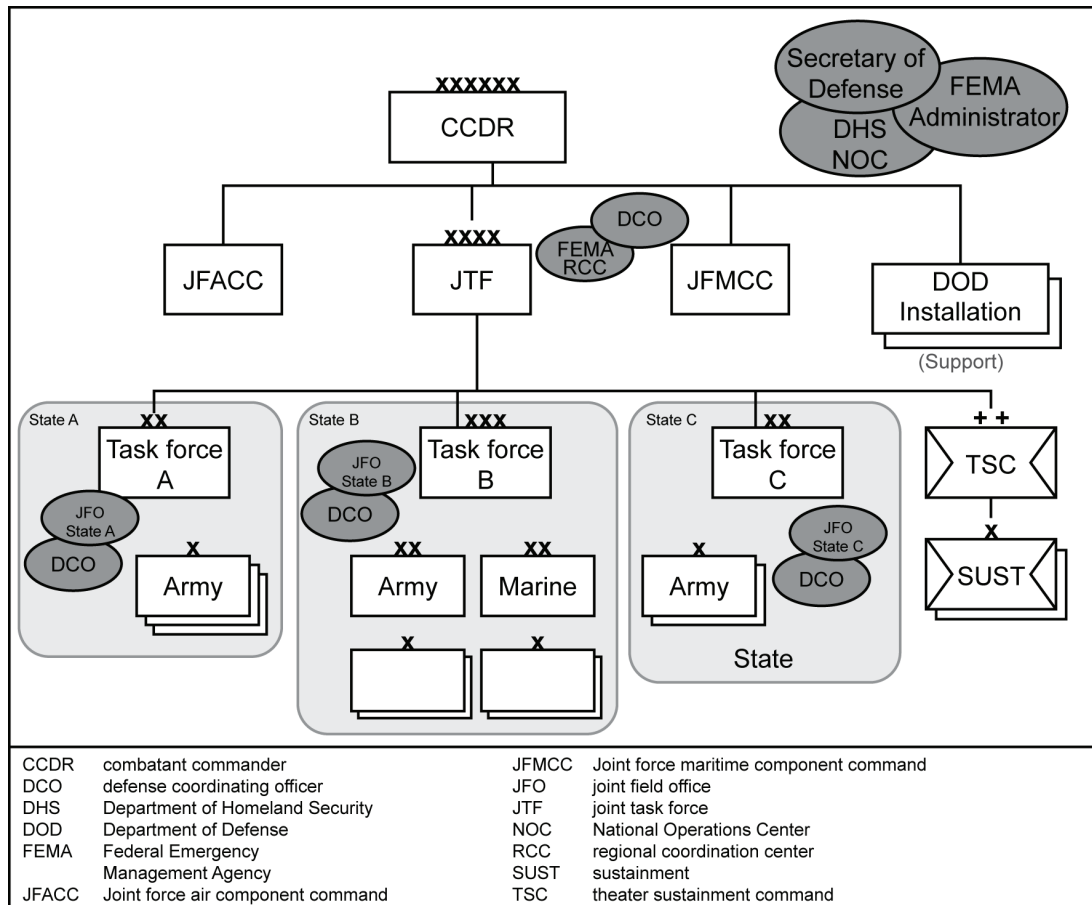 XXXXXX
CCDR
Secretary of
Defense
FEMA
Administrator
DHS
NOC
JFACC
XXXX
JTF
DCO
FEMA
RCC
JFMCC
DOD
Installation
(Support)
State A
XX
Task force
A
JFO
State A
DCO
X
Army
State B
XXX
Task force
B
JFO
State B
DCO
XX
Army
XX
Marine
X
X
State C
XX
Task force
C
JFO
State C
DCO
X
Army
State
++
TSC
X
SUST
CCDR combatant commander
DCO defense coordinating officer
DHS Department of Homeland Security
DOD Department of Defense
FEMA Federal Emergency
Management Agency
JFACC Joint force air component command
JFMCC Joint force maritime component command
JFO joint field office
JTF joint task force
NOC National Operations Center
RCC regional coordination center
SUST sustainment
TSC theater sustainment command